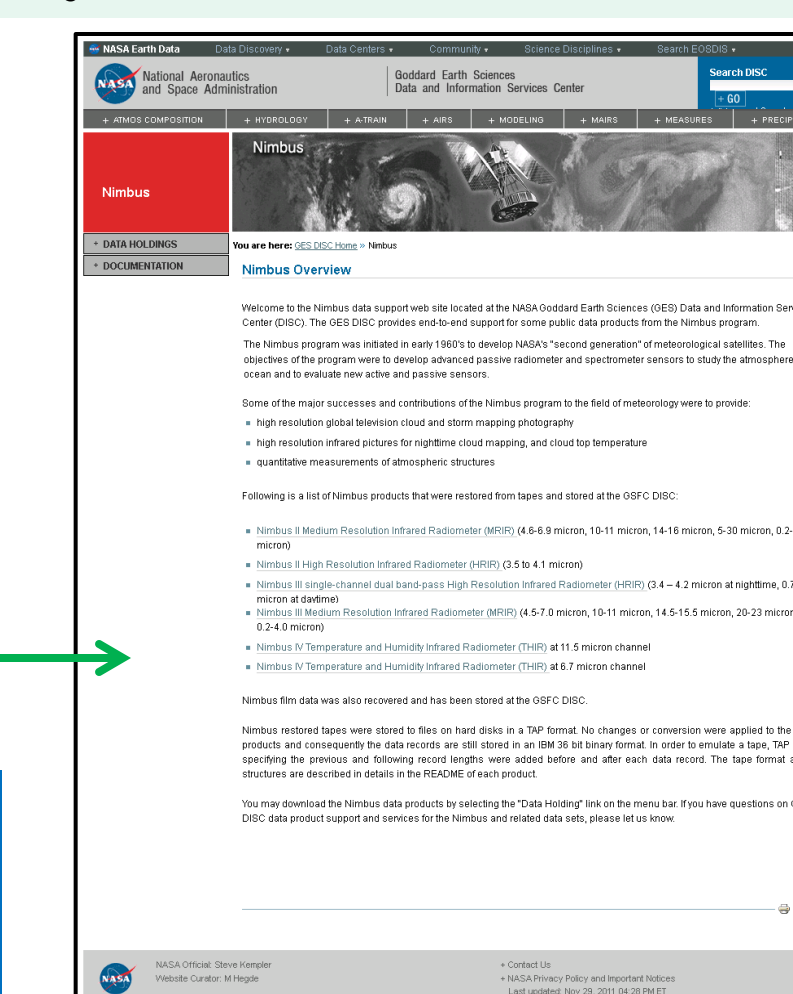 NASA Earth Data Data Discovery Data Centers Community Science Disciplines Search EOSDIS
NASA
National Aeronautics
and Space Administration
Goddard Earth Sciences
Data and Information Services Center
Search DISC
+ GO
+ ATMOS COMPOSITION + HYDROLOGY + A-TRAIN + AIRS + MODELING + MAIRS + MEASURES + PRECIP
Nimbus
Nimbus
+ DATA HOLDINGS
+ DOCUMENTATION
You are here: GES DISC Home » Nimbus
Nimbus Overview
Welcome to the Nimbus data support web site located at the NASA Goddard Earth Sciences (GES) Data and Information Ser
Center (DISC). The GES DISC provides end-to-end support for some public data products from the Nimbus program.
The Nimbus program was initiated in early 1960's to develop NASA's "second generation" of meteorological satellites. The
objectives of the program were to develop advanced passive radiometer and spectrometer sensors to study the atmosphere
ocean and to evaluate new active and passive sensors.
Some of the major successes and contributions of the Nimbus program to the field of meteorology were to provide:
high resolution global television cloud and storm mapping photography
high resolution infrared pictures for nighttime cloud mapping, and cloud top temperature
quantitative measurements of atmospheric structures
Following is a list of Nimbus products that were restored from tapes and stored at the GSFC DISC:
Nimbus II Medium Resolution Infrared Radiometer (MRIR) (4.6-6.9 micron, 10-11 micron, 14-16 micron, 5-30 micron, 0.2-
micron)
Nimbus II High Resolution Infrared Radiometer (HRIR) (3.5 to 4.1 micron)
Nimbus III single-channel dual band-pass High Resolution Infrared Radiometer (HRIR) (3.4 – 4.2 micron at nighttime, 0.7
micron at daytime)
Nimbus III Medium Resolution Infrared Radiometer (MRIR) (4.5-7.0 micron, 10-11 micron, 14.5-15.5 micron, 20-23 micron
0.2-4.0 micron)
Nimbus IV Temperature and Humidity Infrared Radiometer (THIR) at 11.5 micron channel
Nimbus IV Temperature and Humidity Infrared Radiometer (THIR) at 6.7 micron channel
Nimbus film data was also recovered and has been stored at the GSFC DISC.
Nimbus restored tapes were stored to files on hard disks in a TAP format. No changes or conversion were applied to the
products and consequently the data records are still stored in an IBM 36 bit binary format. In order to emulate a tape, TAP
specifying the previous and following record lengths were added before and after each data record. The tape format a
structures are described in details in the README of each product.
You may download the Nimbus data products by selecting the "Data Holding" link on the menu bar. If you have questions on
DISC data product support and services for the Nimbus and related data sets, please let us know.
NASA
NASA Official: Steve Kempler
Website Curator: M Hegde
+ Contact Us
+ NASA Privacy Policy and Important Notices
Last updated: Nov 29, 2011 04:28 PM ET